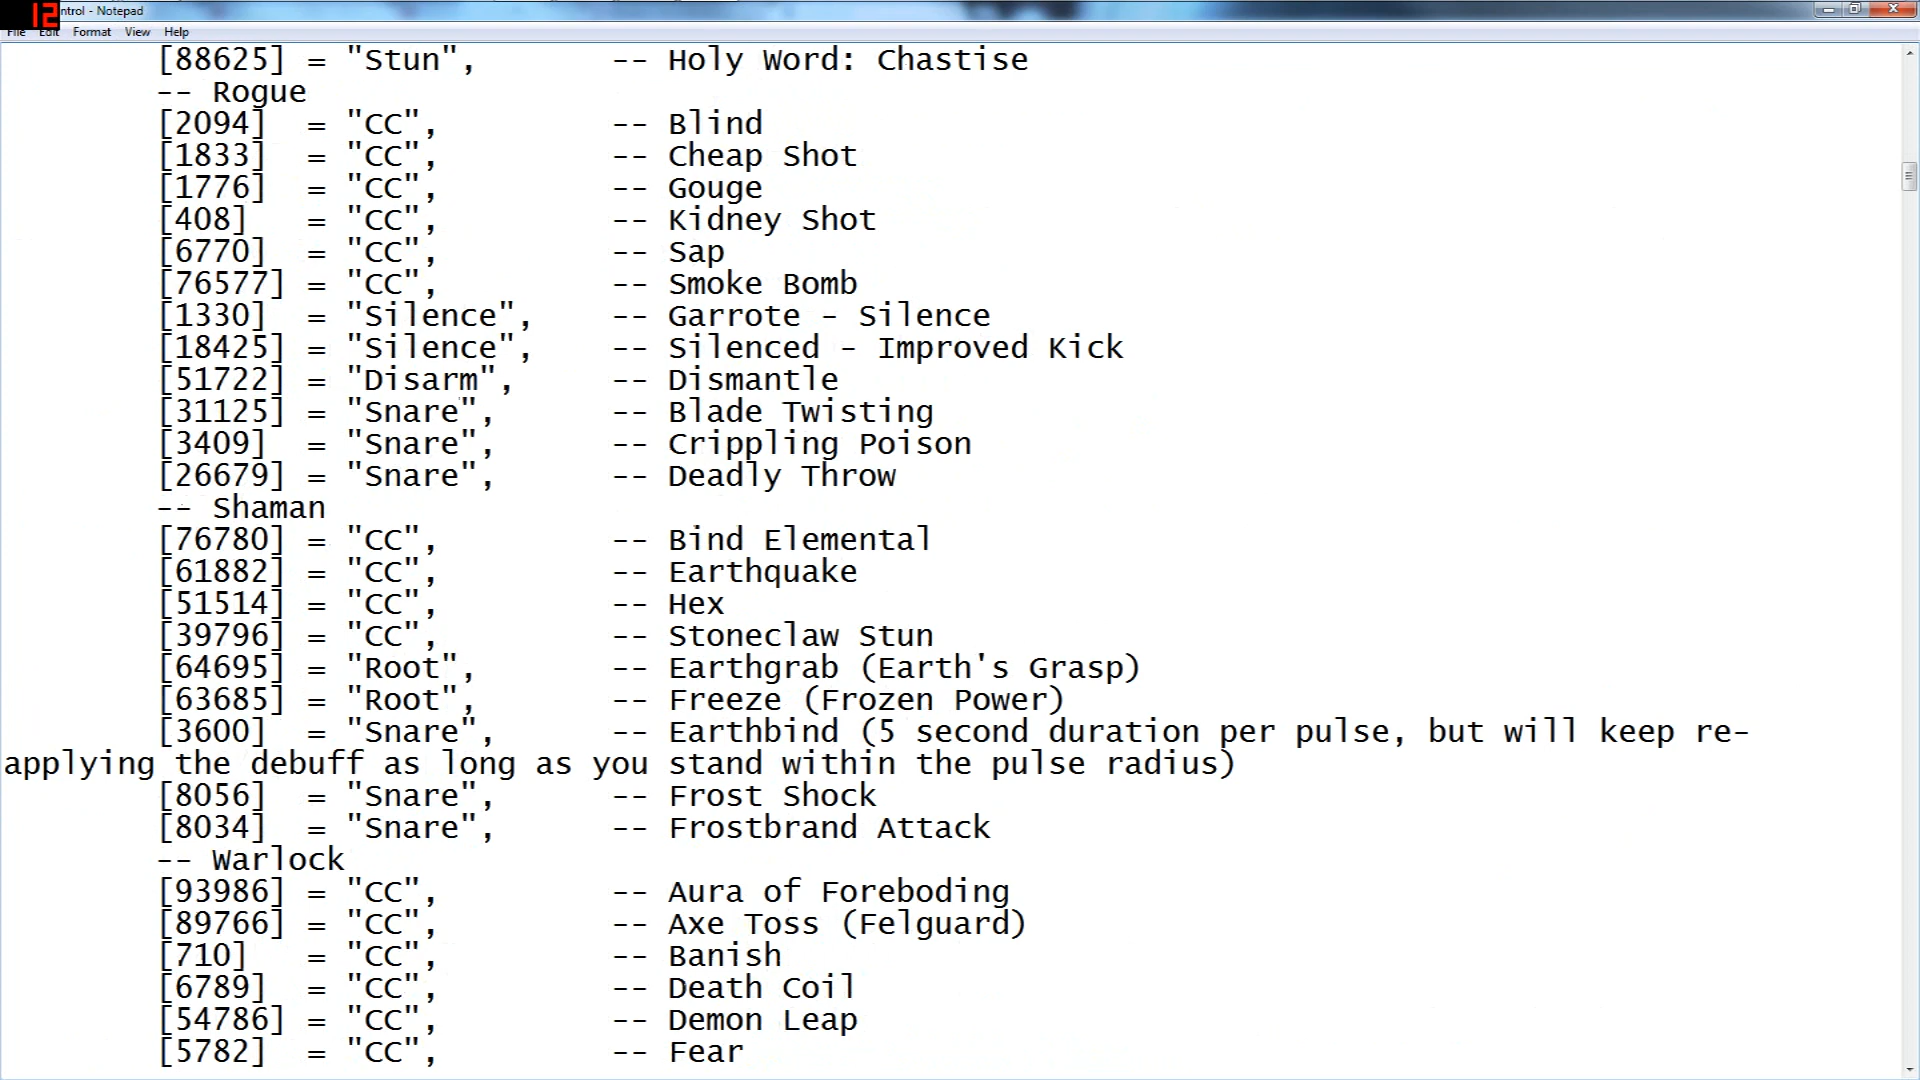 12
ntrol - Notepad
File Edit Format View Help
[88625] = "Stun", -- Holy Word: Chastise
-- Rogue
[2094] = "CC", -- Blind
[1833] = "CC", -- Cheap Shot
[1776] = "CC", -- Gouge
[408] = "CC", -- Kidney Shot
[6770] = "CC", -- Sap
[76577] = "CC", -- Smoke Bomb
[1330] = "Silence", -- Garrote - Silence
[18425] = "Silence", -- Silenced - Improved Kick
[51722] = "Disarm", -- Dismantle
[31125] = "Snare", -- Blade Twisting
[3409] = "Snare", -- Crippling Poison
[26679] = "Snare", -- Deadly Throw
-- Shaman
[76780] = "CC", -- Bind Elemental
[61882] = "CC", -- Earthquake
[51514] = "CC", -- Hex
[39796] = "CC", -- Stoneclaw Stun
[64695] = "Root", -- Earthgrab (Earth's Grasp)
[63685] = "Root", -- Freeze (Frozen Power)
[3600] = "Snare", -- Earthbind (5 second duration per pulse, but will keep re-
applying the debuff as long as you stand within the pulse radius)
[8056] = "Snare", -- Frost Shock
[8034] = "Snare", -- Frostbrand Attack
-- Warlock
[93986] = "CC", -- Aura of Foreboding
[89766] = "CC", -- Axe Toss (Felguard)
[710] = "CC", -- Banish
[6789] = "CC", -- Death Coil
[54786] = "CC", -- Demon Leap
[5782] = "CC", -- Fear